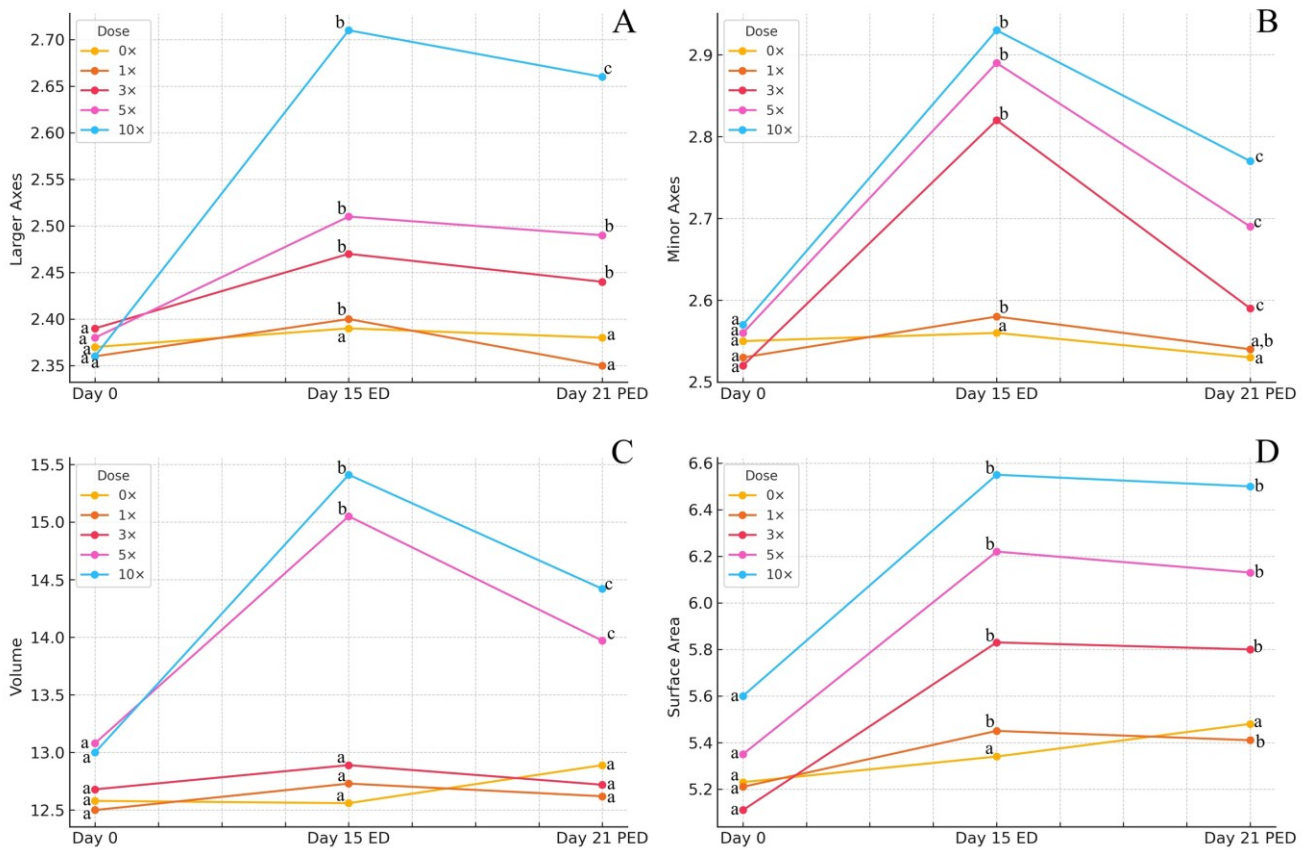 A
Dose
0×
1×
3×
5×
10×
2.70
2.65
2.60
2.55
2.50
2.45
2.40
2.35
Larger Axes
a
a
a
a
a
b
b
b
b
a
c
b
b
a
a
Day 0
Day 15 ED
Day 21 PED
B
Dose
0×
1×
3×
5×
10×
2.9
2.8
2.7
2.6
2.5
Minor Axes
a
a
a
a
a
b
b
b
b
a
c
c
c
a,b
a
Day 0
Day 15 ED
Day 21 PED
C
Dose
0×
1×
3×
5×
10×
15.5
15.0
14.5
14.0
13.5
13.0
12.5
Volume
a
a
a
a
a
b
b
a
a
a
c
c
a
a
a
Day 0
Day 15 ED
Day 21 PED
D
Dose
0×
1×
3×
5×
10×
6.6
6.4
6.2
6.0
5.8
5.6
5.4
5.2
Surface Area
a
a
a
a
a
b
b
b
b
a
b
b
b
a
b
Day 0
Day 15 ED
Day 21 PED